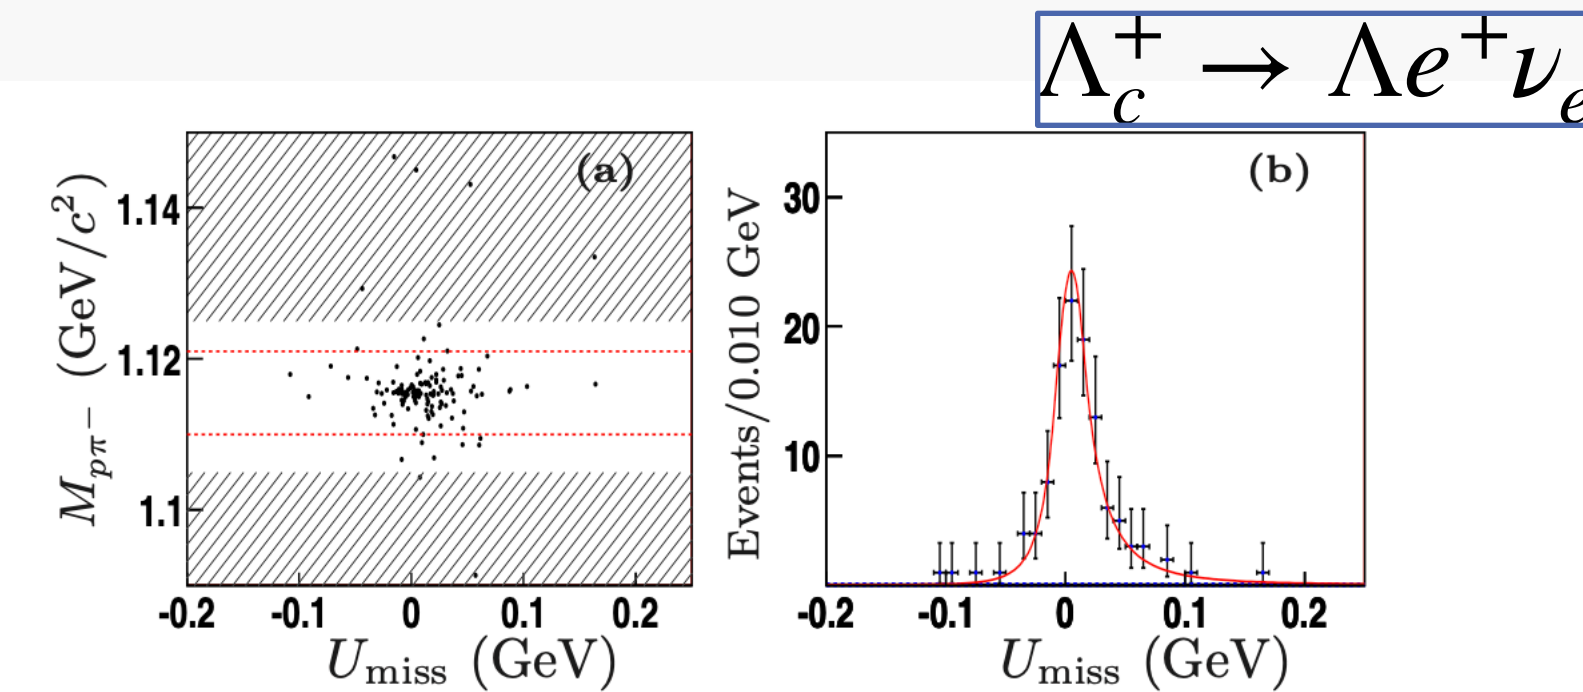 Λ_c^+ → Λe^+ν_e
(a)
M_{pπ^-} (GeV/c^2)
1.14
1.12
1.1
-0.2 -0.1 0 0.1 0.2
U_miss (GeV)
(b)
Events/0.010 GeV
30
20
10
-0.2 -0.1 0 0.1 0.2
U_miss (GeV)